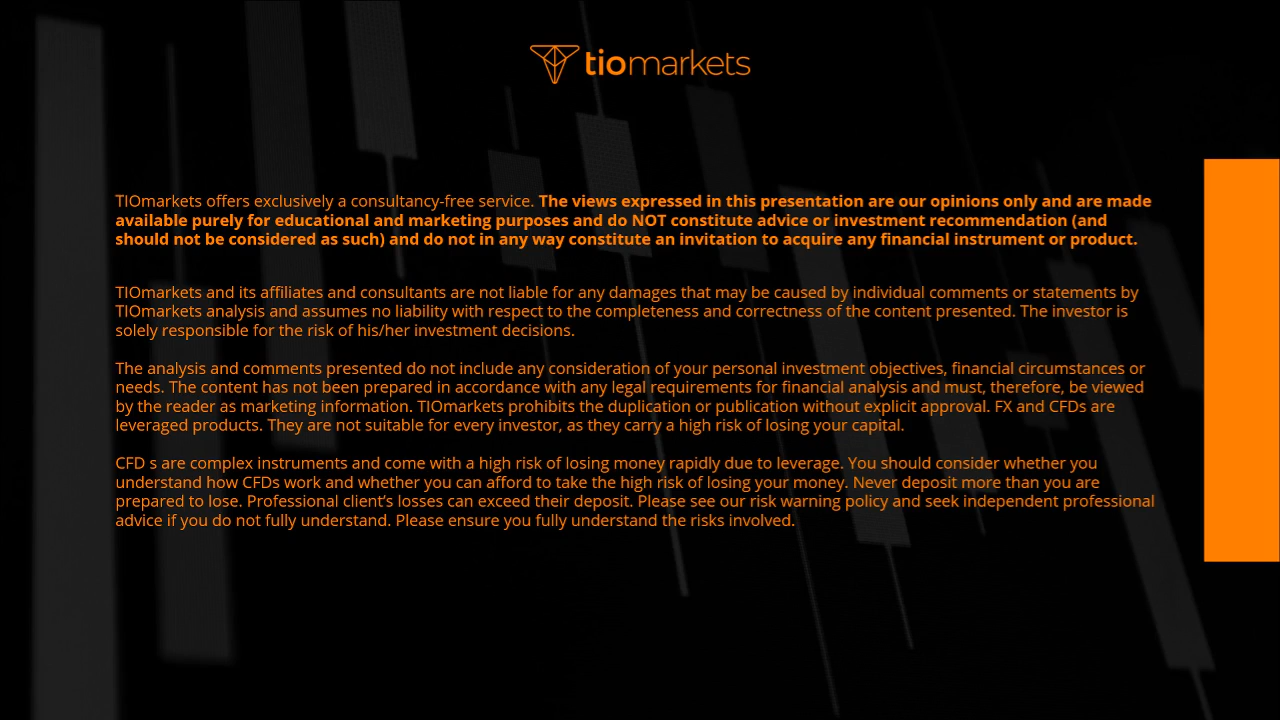 tiomarkets
TIOmarkets offers exclusively a consultancy-free service. The views expressed in this presentation are our opinions only and are made
available purely for educational and marketing purposes and do NOT constitute advice or investment recommendation (and
should not be considered as such) and do not in any way constitute an invitation to acquire any financial instrument or product.
TIOmarkets and its affiliates and consultants are not liable for any damages that may be caused by individual comments or statements by
TIOmarkets analysis and assumes no liability with respect to the completeness and correctness of the content presented. The investor is
solely responsible for the risk of his/her investment decisions.
The analysis and comments presented do not include any consideration of your personal investment objectives, financial circumstances or
needs. The content has not been prepared in accordance with any legal requirements for financial analysis and must, therefore, be viewed
by the reader as marketing information. TIOmarkets prohibits the duplication or publication without explicit approval. FX and CFDs are
leveraged products. They are not suitable for every investor, as they carry a high risk of losing your capital.
CFD s are complex instruments and come with a high risk of losing money rapidly due to leverage. You should consider whether you
understand how CFDs work and whether you can afford to take the high risk of losing your money. Never deposit more than you are
prepared to lose. Professional client’s losses can exceed their deposit. Please see our risk warning policy and seek independent professional
advice if you do not fully understand. Please ensure you fully understand the risks involved.